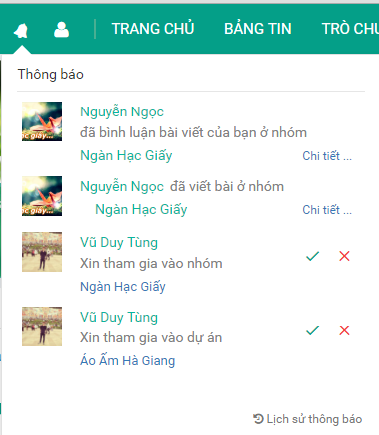 TRANG CHỦ BẢNG TIN TRÒ CHU
Thông báo
Nguyễn Ngọc
đã bình luận bài viết của bạn ở nhóm
Ngàn Hạc Giấy Chi tiết ...
Nguyễn Ngọc đã viết bài ở nhóm
Ngàn Hạc Giấy Chi tiết ...
Vũ Duy Tùng
Xin tham gia vào nhóm
Ngàn Hạc Giấy
Vũ Duy Tùng
Xin tham gia vào dự án
Áo Ấm Hà Giang
Lịch sử thông báo